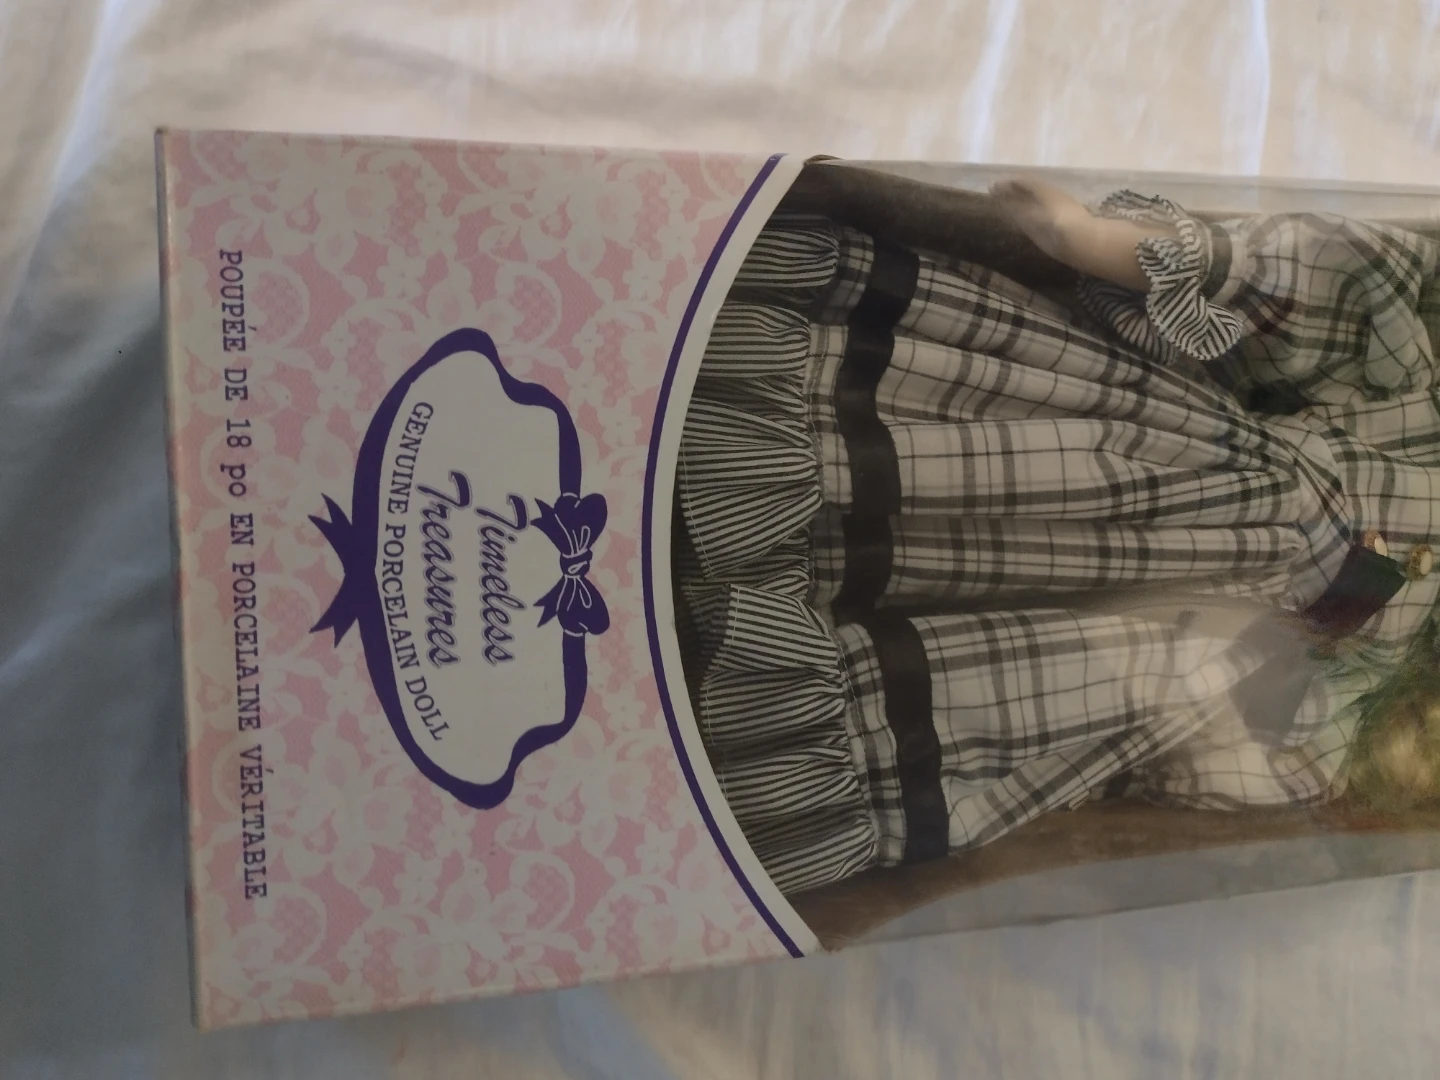 Timeless
Treasures
GENUINE PORCELAIN DOLL
POUPÉE DE 18 po EN PORCELAINE VÉRITABLE